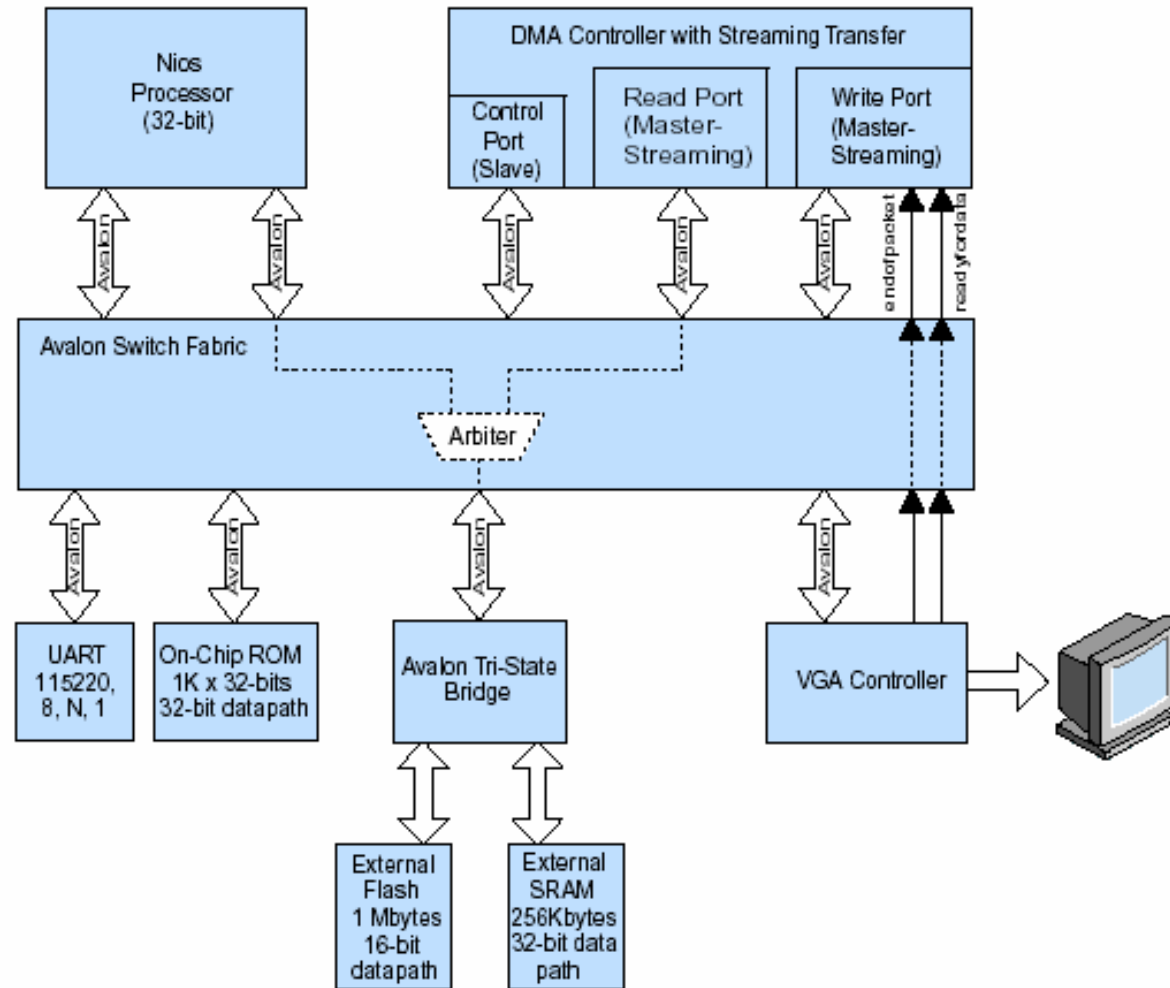 Nios
Processor
(32-bit)
DMA Controller with Streaming Transfer
Control
Port
(Slave)
Read Port
(Master-
Streaming)
Write Port
(Master-
Streaming)
Avalon
Avalon
Avalon
Avalon
Avalon
endofpacket
readyfordata
Avalon Switch Fabric
Arbiter
Avalon
Avalon
Avalon
Avalon
UART
115220,
8, N, 1
On-Chip ROM
1K x 32-bits
32-bit datapath
Avalon Tri-State
Bridge
VGA Controller
External
Flash
1 Mbytes
16-bit
datapath
External
SRAM
256Kbytes
32-bit data
path